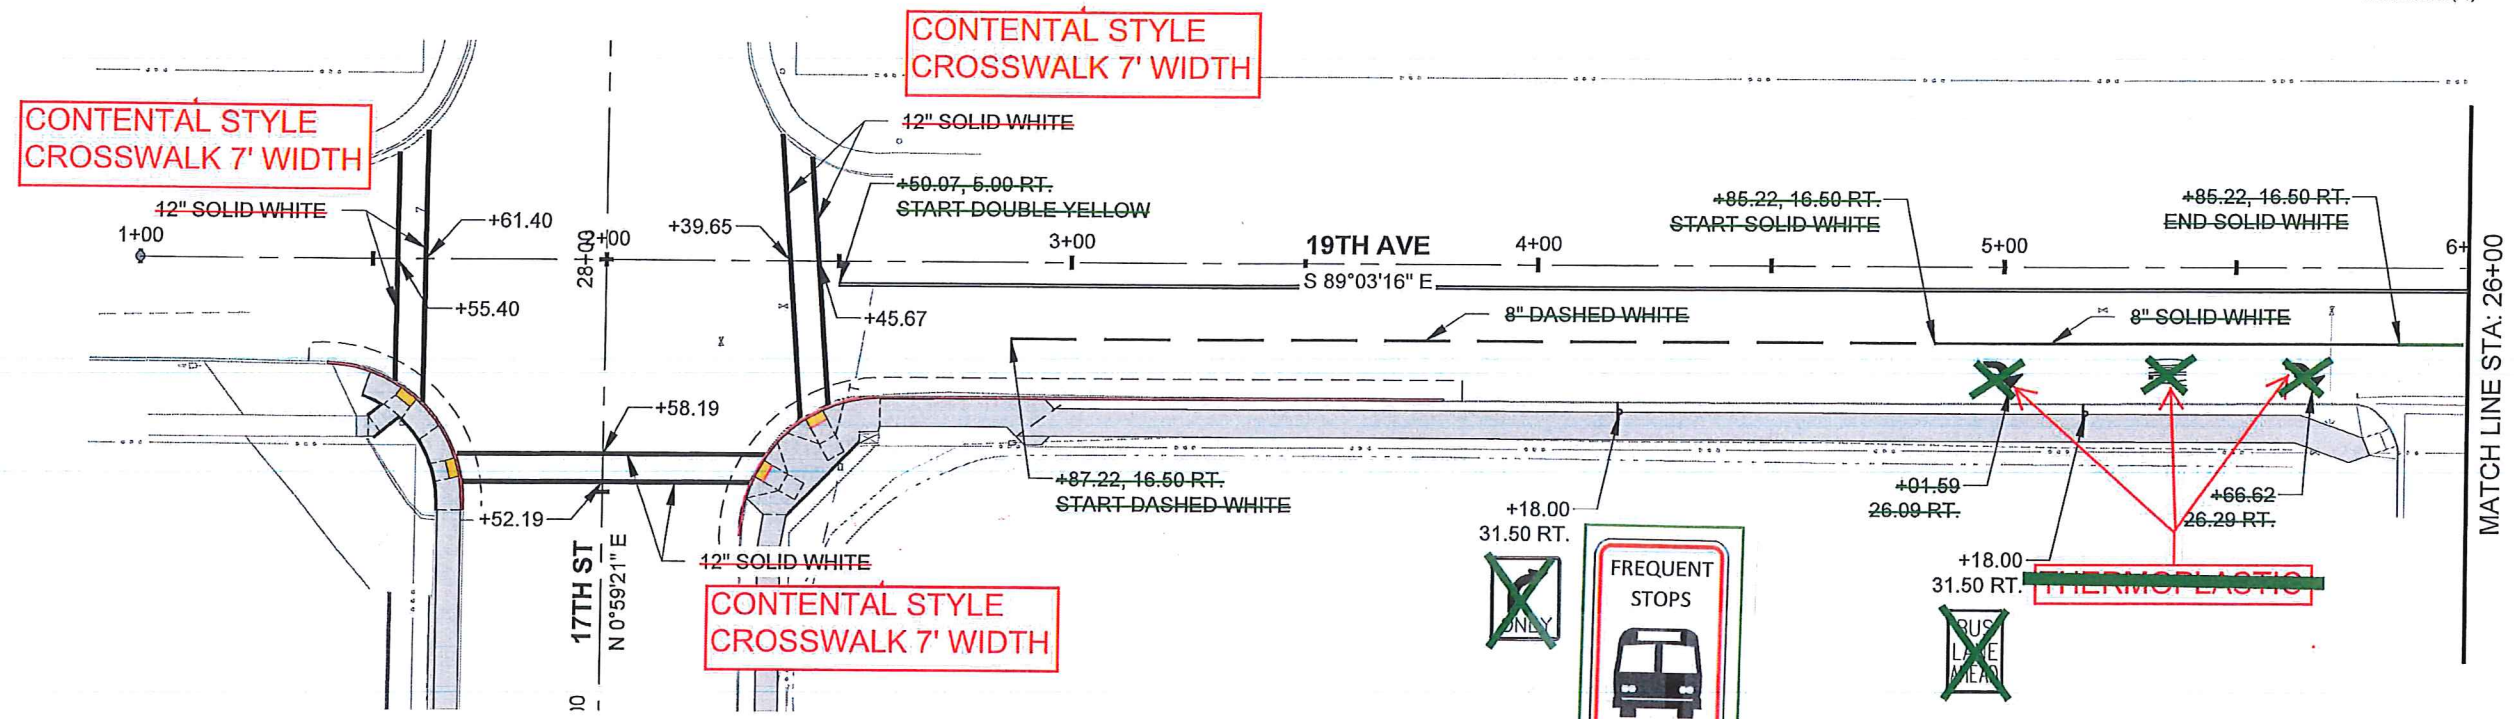 CONTENTAL STYLE
CROSSWALK 7' WIDTH
CONTENTAL STYLE
CROSSWALK 7' WIDTH
12" SOLID WHITE
12" SOLID WHITE
+50.07, 5.00 RT.
START DOUBLE YELLOW
+85.22, 16.50 RT.
START SOLID WHITE
+85.22, 16.50 RT.
END SOLID WHITE
1+00
+61.40
28+00
2+00
+39.65
3+00
19TH AVE
4+00
5+00
6+
S 89°03'16" E
+55.40
+45.67
8" DASHED WHITE
8" SOLID WHITE
MATCH LINE STA: 26+00
+58.19
+52.19
+87.22, 16.50 RT.
START DASHED WHITE
+18.00
31.50 RT.
+01.59
26.09 RT.
+66.62
26.29 RT.
17TH ST
N 0°59'21" E
12" SOLID WHITE
CONTENTAL STYLE
CROSSWALK 7' WIDTH
+18.00
31.50 RT.
THERMOPLASTIC
ONLY
FREQUENT
STOPS
BUS
LANE
AHEAD
00